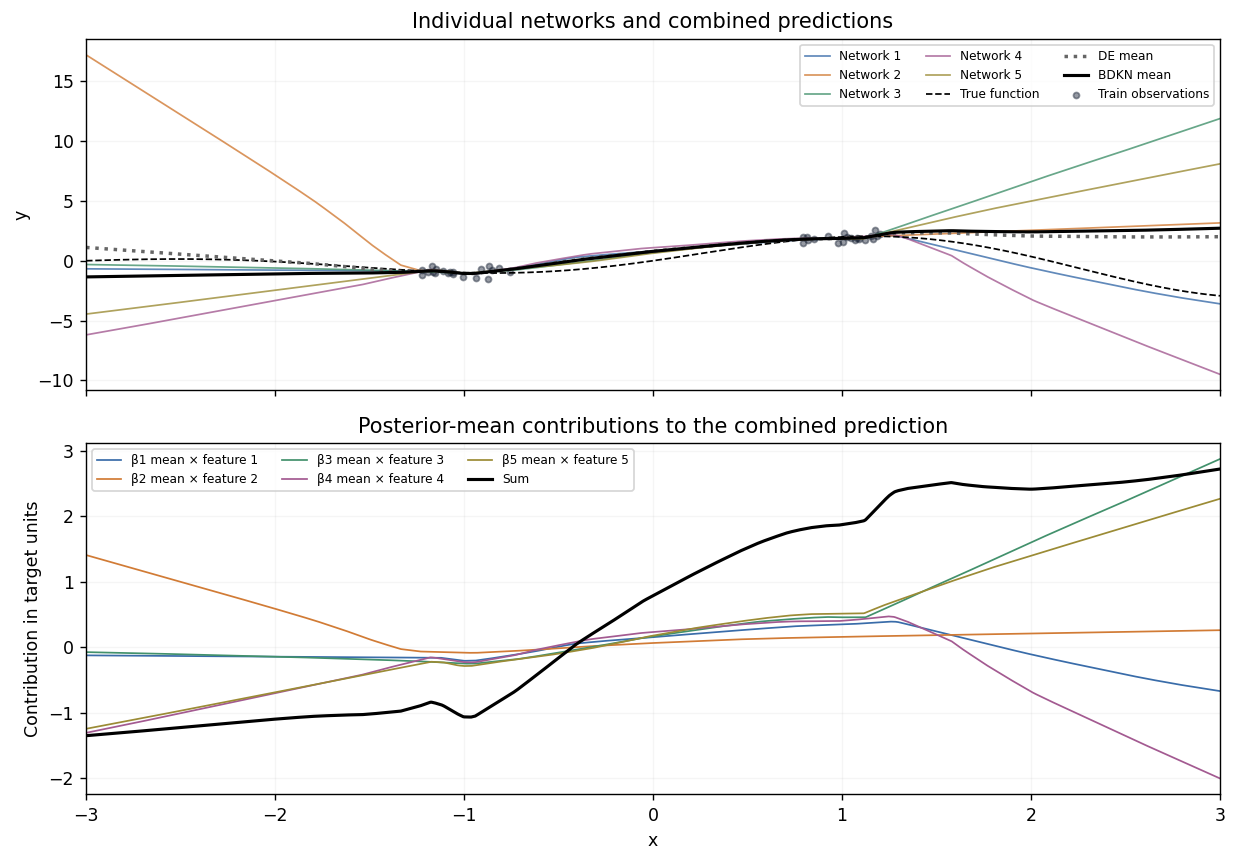 Individual networks and combined predictions
Network 1
Network 2
Network 3
Network 4
Network 5
True function
DE mean
BDKN mean
Train observations
y
15
10
5
0
−5
−10
Posterior-mean contributions to the combined prediction
β1 mean × feature 1
β2 mean × feature 2
β3 mean × feature 3
β4 mean × feature 4
β5 mean × feature 5
Sum
Contribution in target units
3
2
1
0
−1
−2
−3
−2
−1
0
1
2
3
x